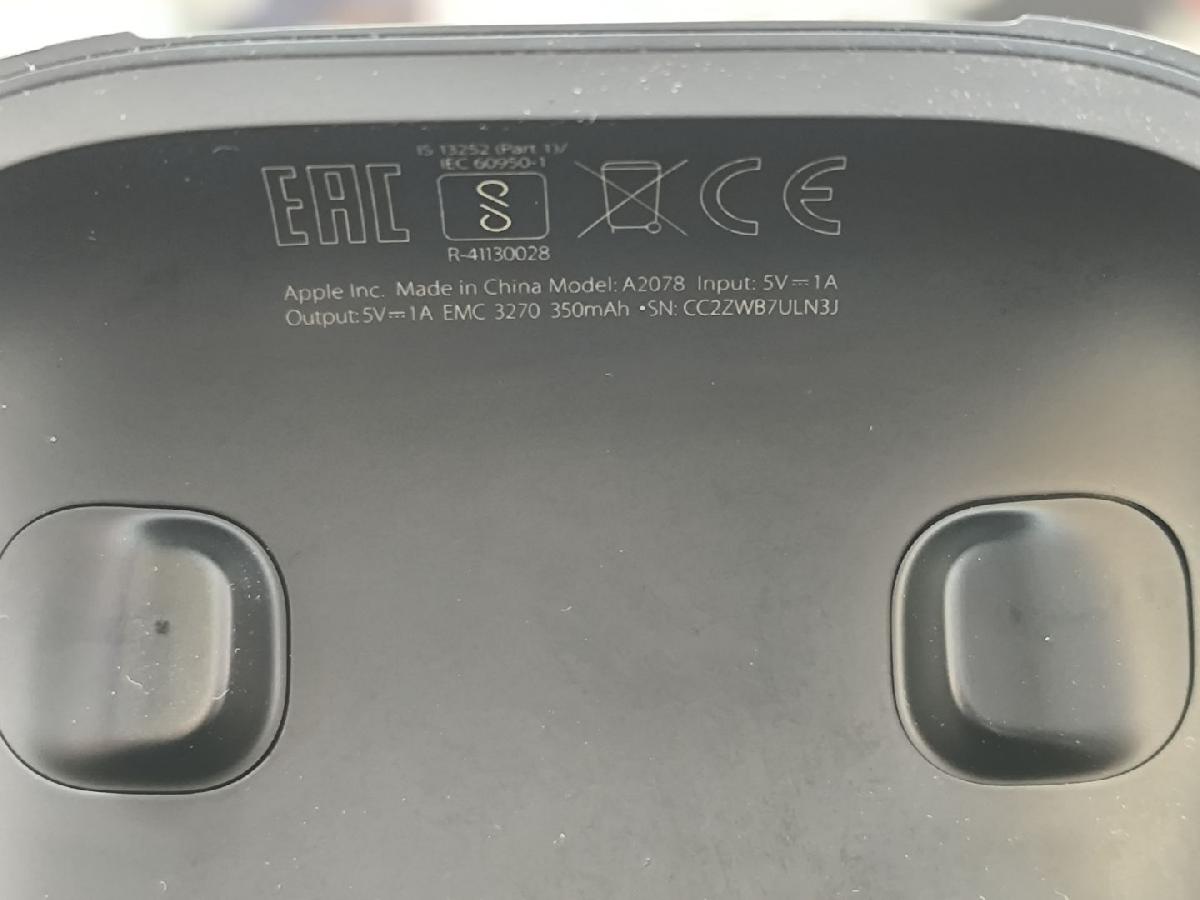 IS 13252 (Part 1)/
IEC 60950-1
EAC
CE
R-41130028
Apple Inc. Made in China Model: A2078 Input: 5V⎓1A
Output: 5V⎓1A EMC 3270 350mAh •SN: CC2ZWB7ULN3J